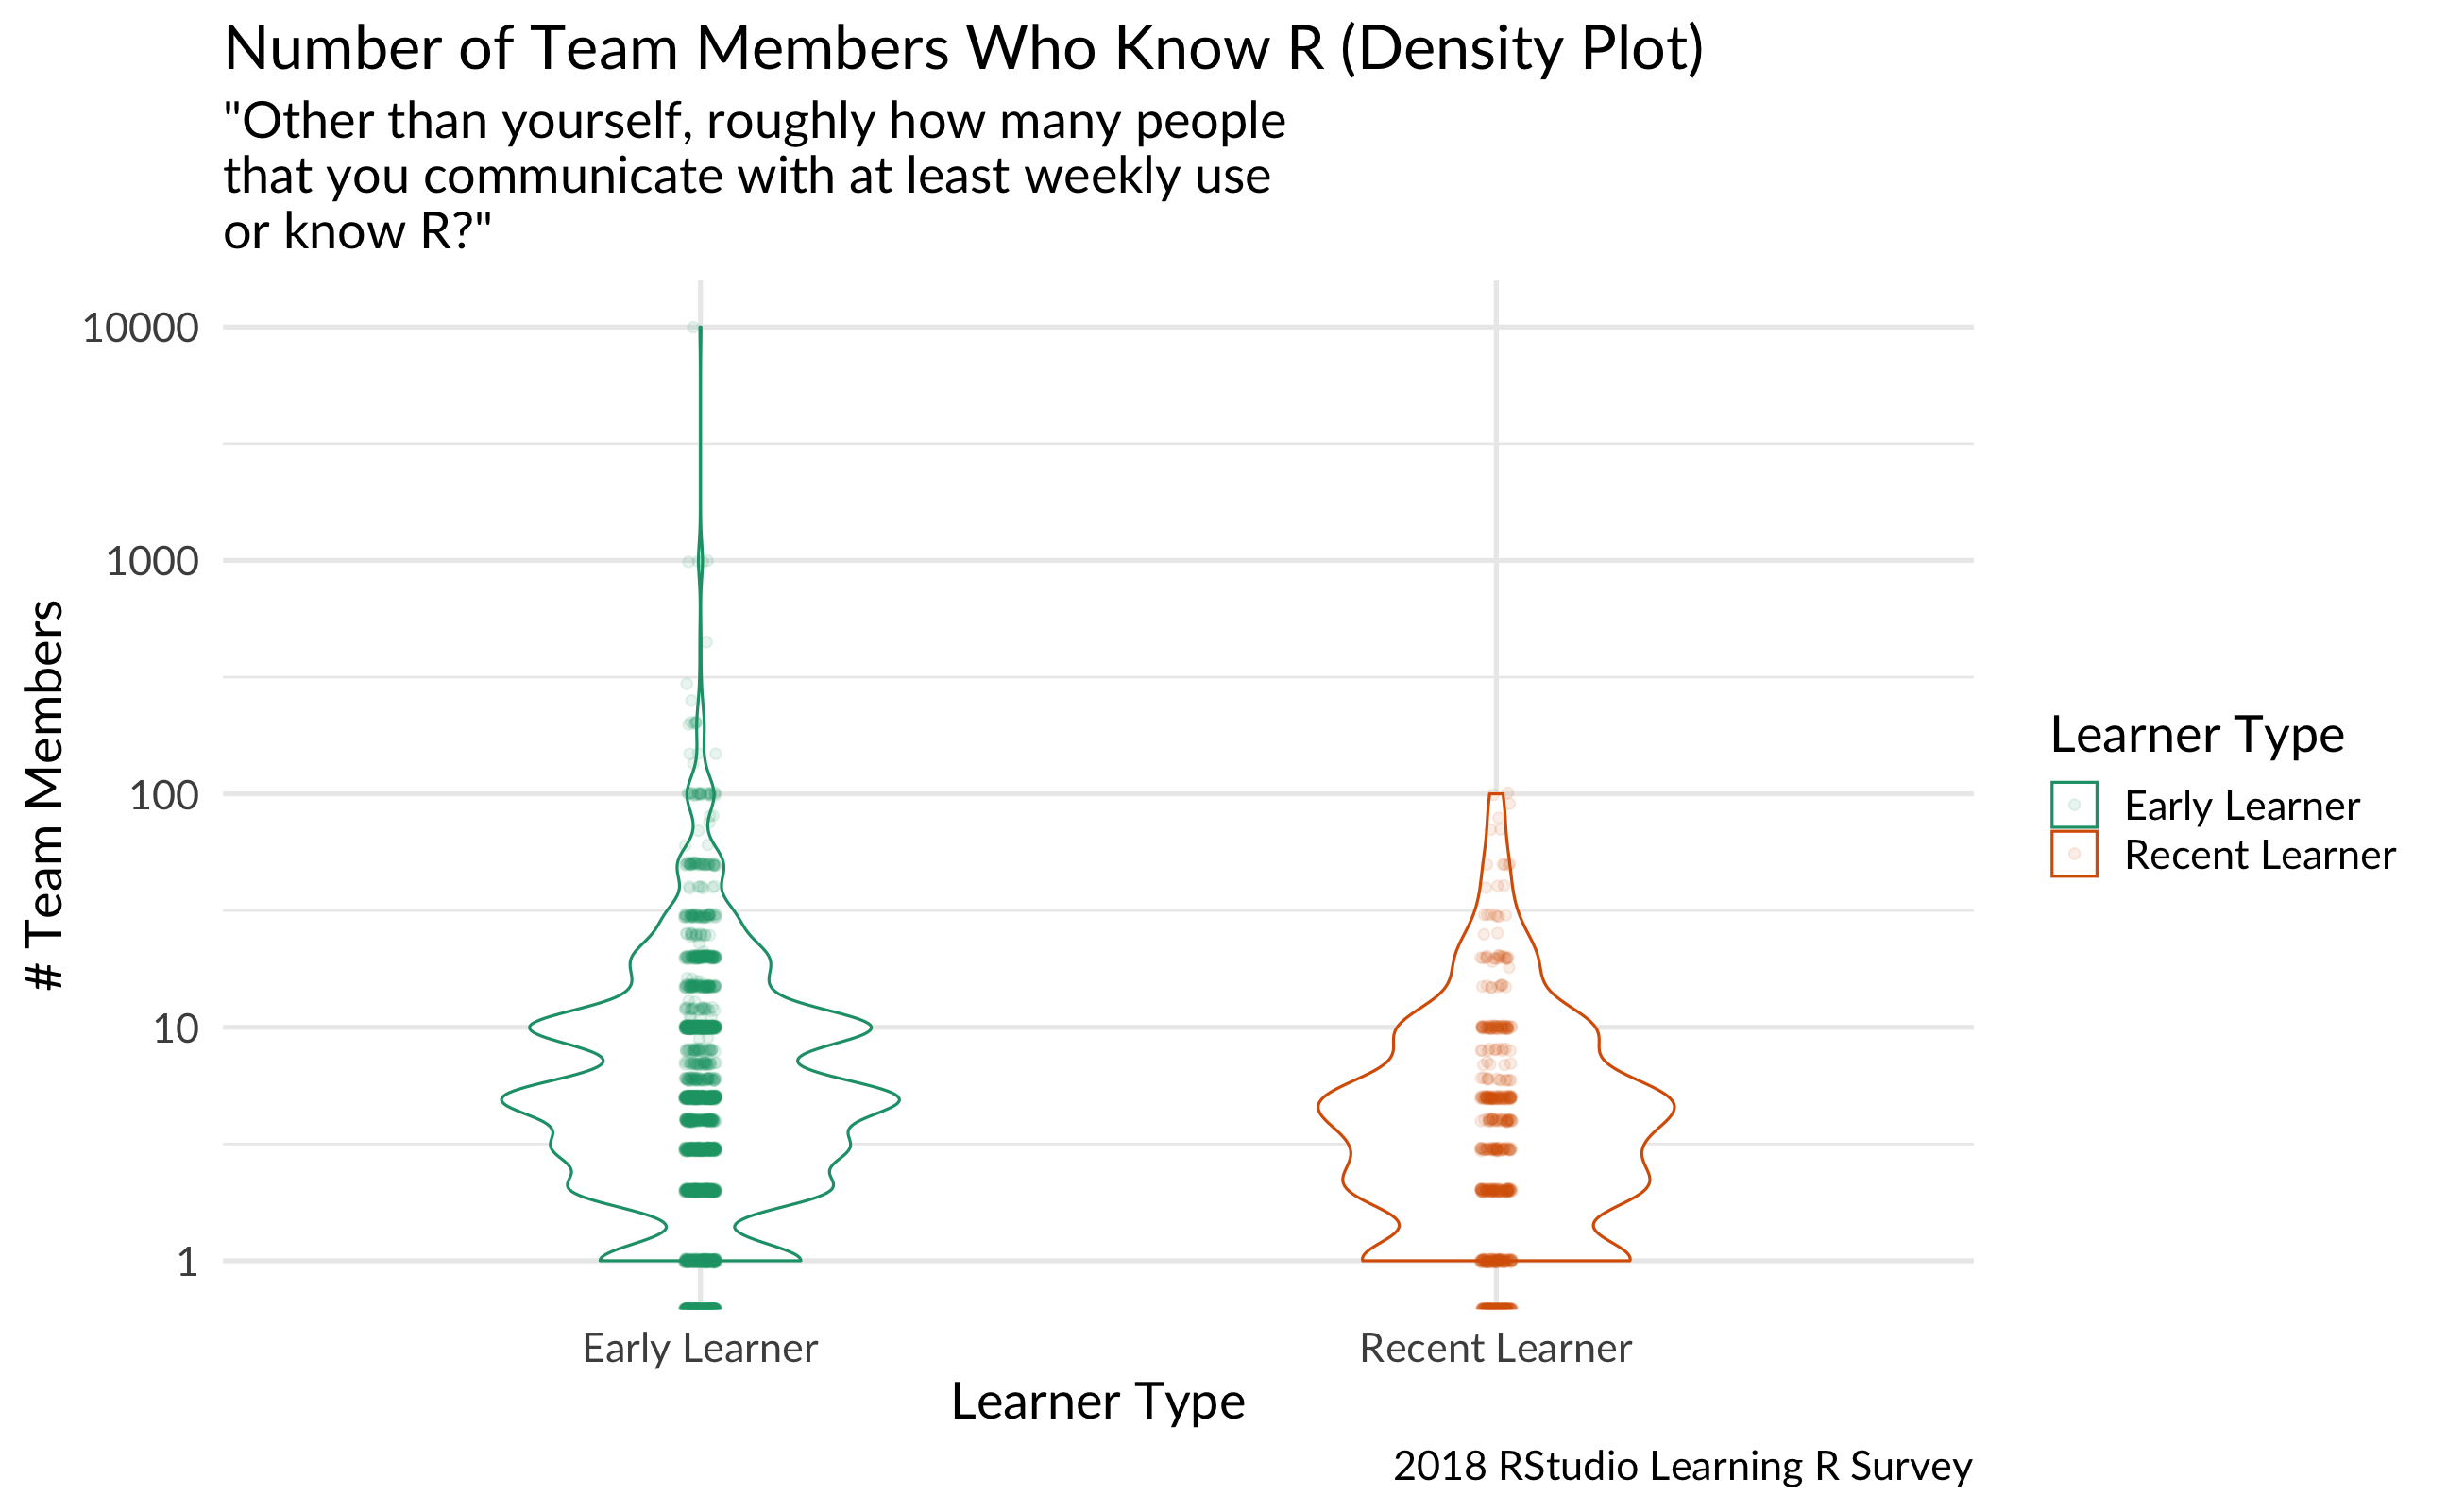 Number of Team Members Who Know R (Density Plot)
"Other than yourself, roughly how many people
that you communicate with at least weekly use
or know R?"
10000
1000
100
10
1
# Team Members
Early Learner
Recent Learner
Learner Type
Learner Type
Early Learner
Recent Learner
2018 RStudio Learning R Survey